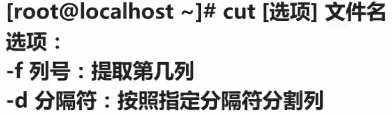 [root@localhost ~]# cut [选项] 文件名
选项：
-f 列号：提取第几列
-d 分隔符：按照指定分隔符分割列